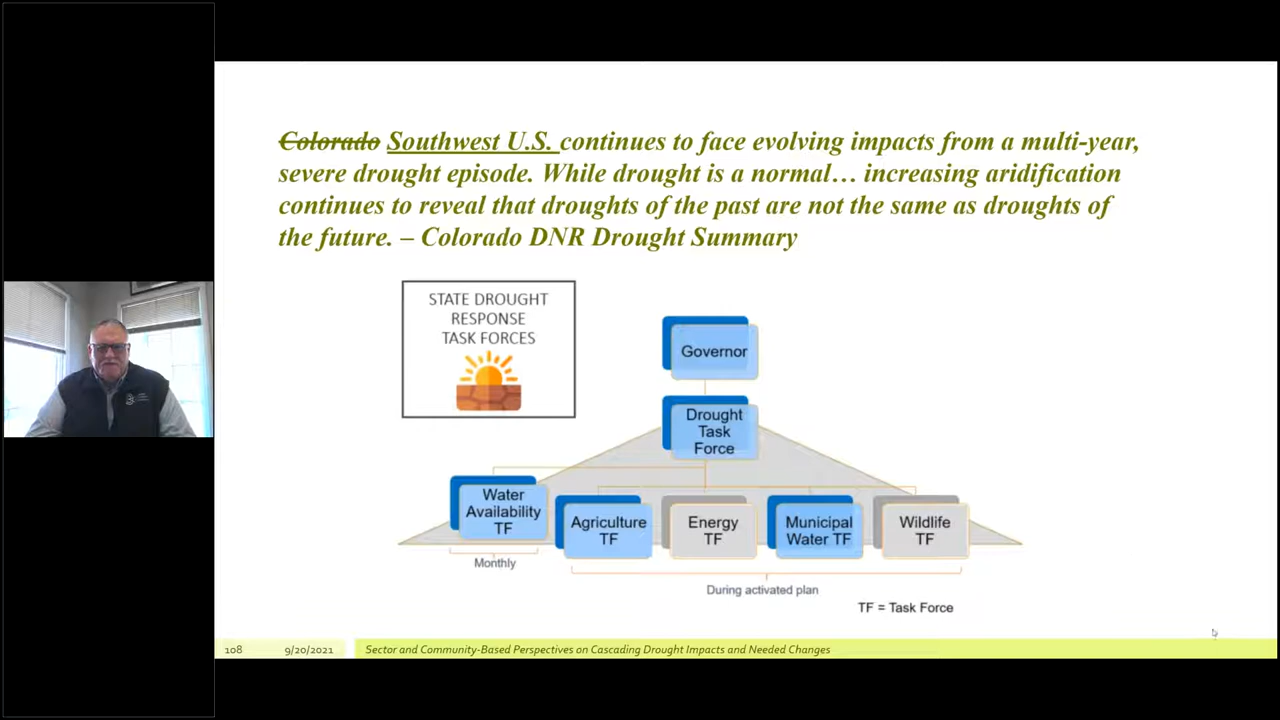 Colorado Southwest U.S. continues to face evolving impacts from a multi-year,
severe drought episode. While drought is a normal… increasing aridification
continues to reveal that droughts of the past are not the same as droughts of
the future. – Colorado DNR Drought Summary
STATE DROUGHT
RESPONSE
TASK FORCES
Governor
Drought
Task
Force
Water
Availability
TF
Agriculture
TF
Energy
TF
Municipal
Water TF
Wildlife
TF
Monthly
During activated plan
TF = Task Force
108
9/20/2021
Sector and Community-Based Perspectives on Cascading Drought Impacts and Needed Changes